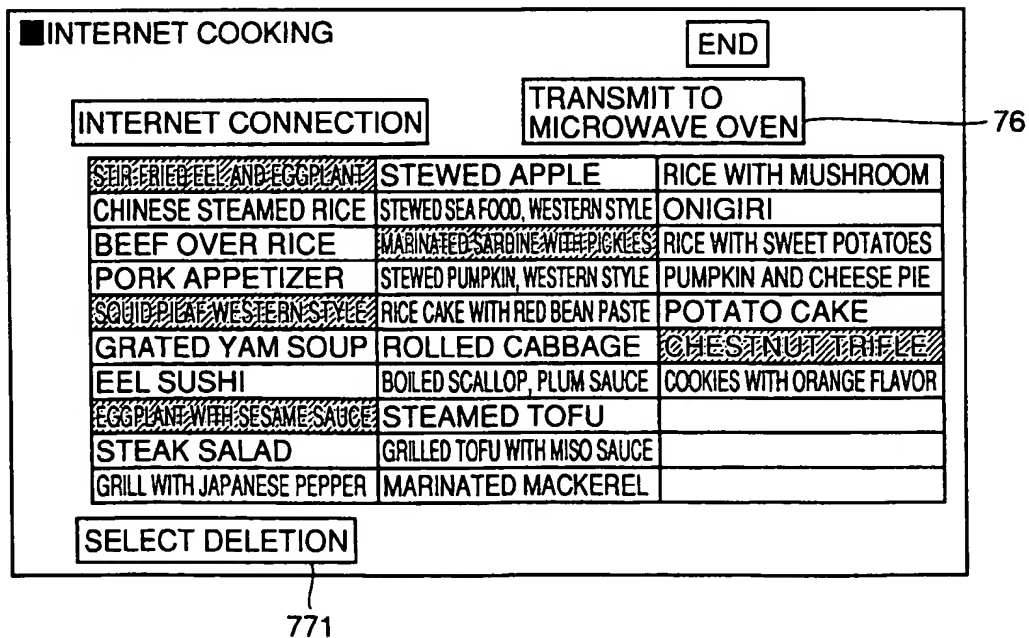 ■INTERNET COOKING
END
INTERNET CONNECTION
TRANSMIT TO
MICROWAVE OVEN
76
STIR-FRIED EEL AND EGGPLANT STEWED APPLE RICE WITH MUSHROOM
CHINESE STEAMED RICE STEWED SEAFOOD, WESTERN STYLE ONIGIRI
BEEF OVER RICE MARINATED SARDINE WITH PICKLES RICE WITH SWEET POTATOES
PORK APPETIZER STEWED PUMPKIN, WESTERN STYLE PUMPKIN AND CHEESE PIE
SQUID PILAF WESTERN STYLE RICE CAKE WITH RED BEAN PASTE POTATO CAKE
GRATED YAM SOUP ROLLED CABBAGE CHESTNUT TRIFLE
EEL SUSHI BOILED SCALLOP, PLUM SAUCE COOKIES WITH ORANGE FLAVOR
EGGPLANT WITH SESAME SAUCE STEAMED TOFU
STEAK SALAD GRILLED TOFU WITH MISO SAUCE
GRILL WITH JAPANESE PEPPER MARINATED MACKEREL
SELECT DELETION
771